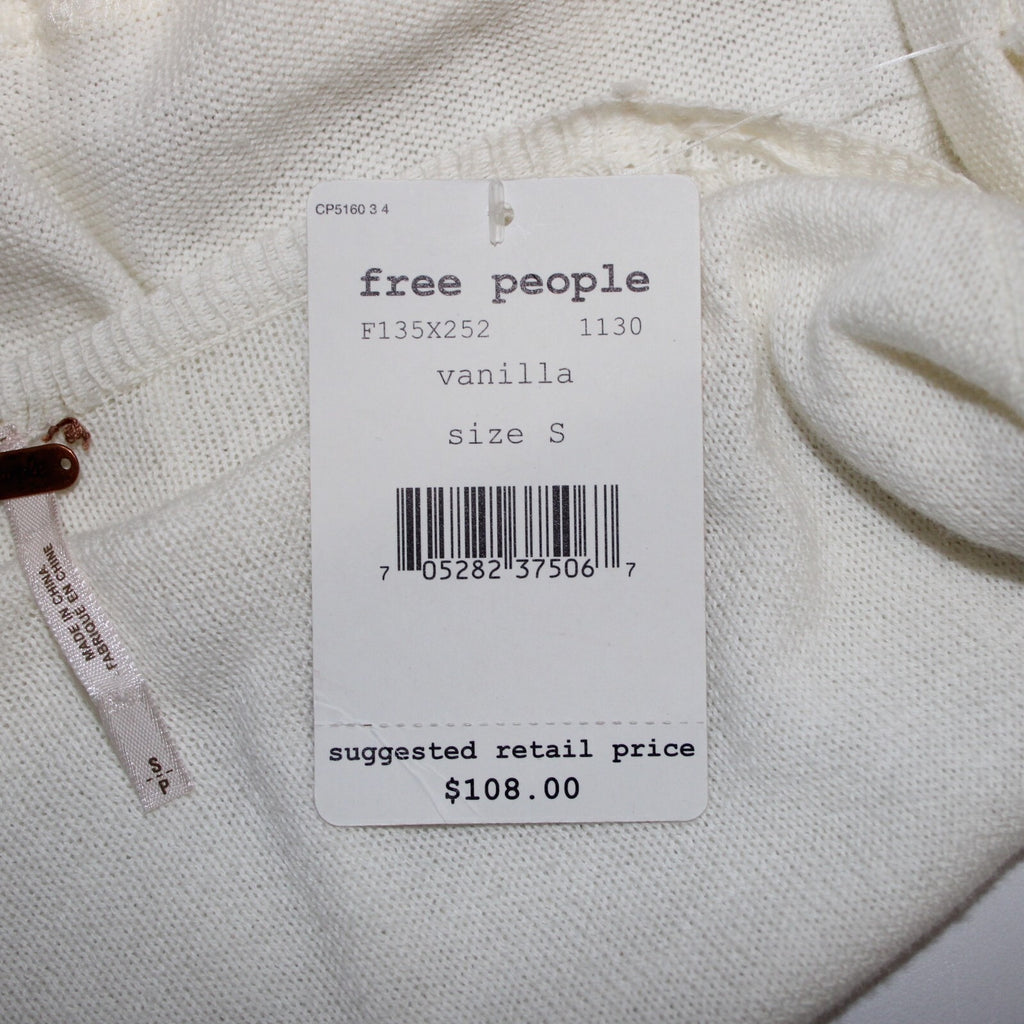 CP5160 3 4
free people
F135X252 1130
vanilla
size S
7 05282 37506 7
suggested retail price
$108.00
MADE IN CHINA
FABRIQUE EN CHINE
S·P